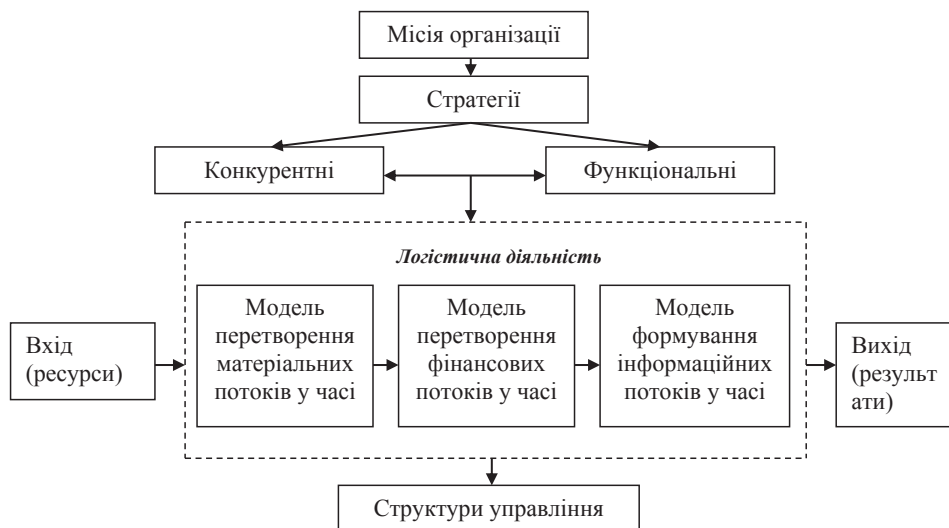 Місія організації
Стратегії
Конкурентні
Функціональні
Логістична діяльність
Вхід
(ресурси)
Модель
перетворення
матеріальних
потоків у часі
Модель
перетворення
фінансових
потоків у часі
Модель
формування
інформаційних
потоків у часі
Вихід
(результ
ати)
Структури управління